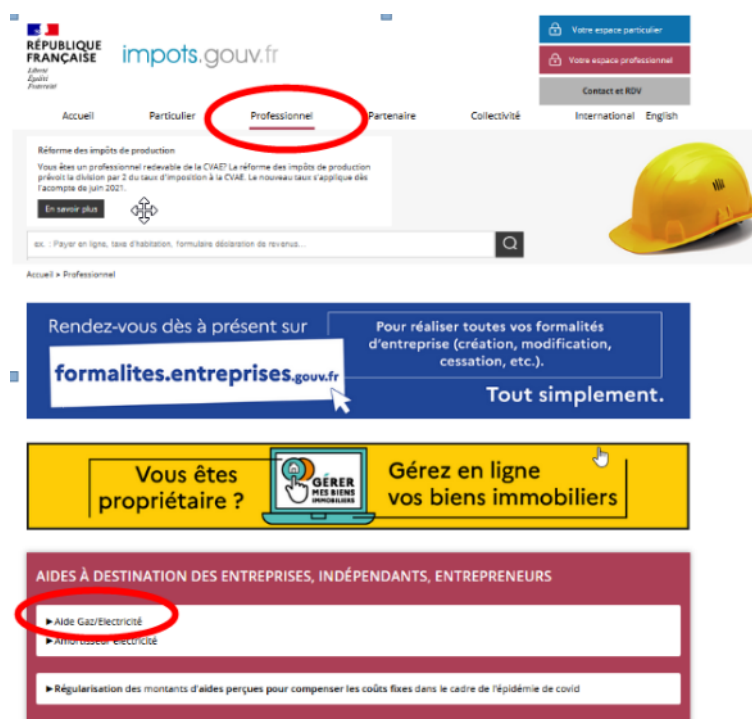 RÉPUBLIQUE
FRANÇAISE
Liberté
Égalité
Fraternité
impots.gouv.fr
Votre espace particulier
Votre espace professionnel
Contact et RDV
Accueil Particulier Professionnel Partenaire Collectivité International English
Réforme des impôts de production
Vous êtes un professionnel redevable de la CVAE? La réforme des impôts de production
prévoit la division par 2 du taux d'imposition à la CVAE. Le nouveau taux s'applique dès
l'acompte de juin 2021.
En savoir plus
ex. : Payer en ligne, taxe d'habitation, formulaire déclaration de revenus...
Accueil > Professionnel
Rendez-vous dès à présent sur
formalites.entreprises.gouv.fr
Pour réaliser toutes vos formalités
d'entreprise (création, modification,
cessation, etc.).
Tout simplement.
Vous êtes
propriétaire ?
GÉRER
MES BIENS
IMMOBILIERS
Gérez en ligne
vos biens immobiliers
AIDES À DESTINATION DES ENTREPRISES, INDÉPENDANTS, ENTREPRENEURS
►Aide Gaz/Electricité
►Amortisseur électricité
►Régularisation des montants d'aides perçues pour compenser les coûts fixes dans le cadre de l'épidémie de covid